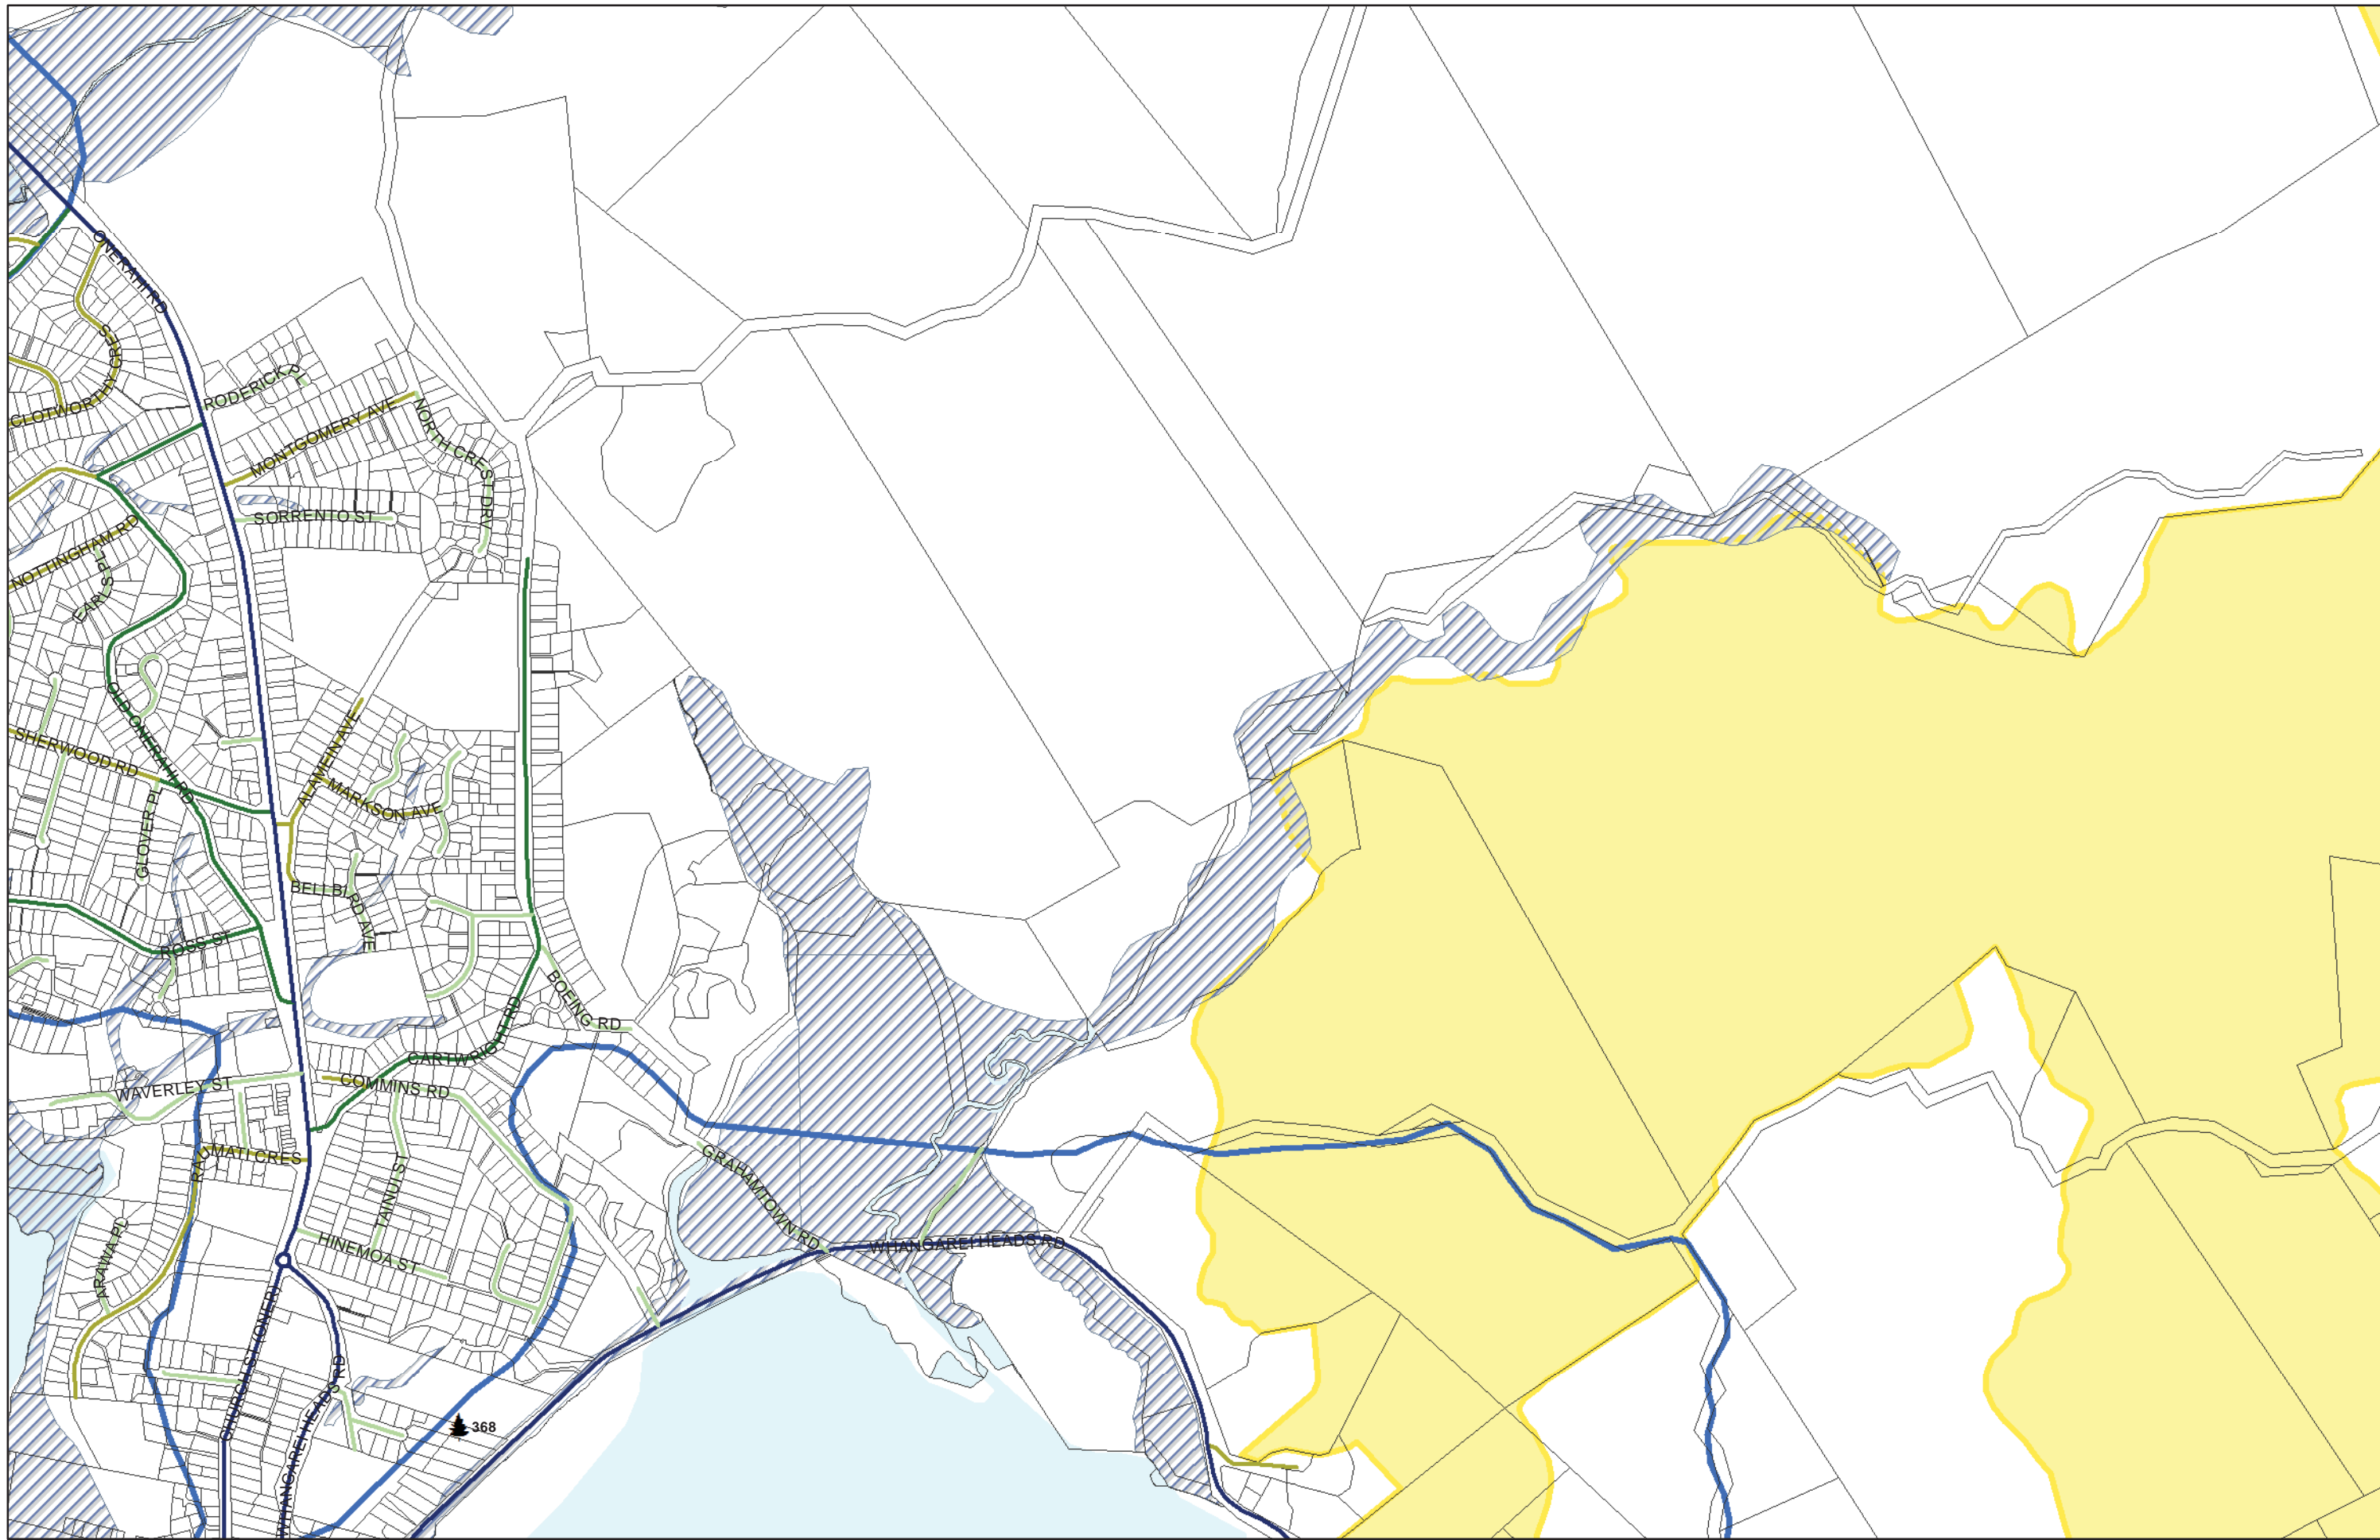 ONERAHI RD
CLOTWORTHY CRES
RODERICK PL
MONTGOMERY AVE
NORTH CREST DRV
SORRENTO ST
NOTTINGHAM RD
EARLS PL
OLD ONERAHI RD
SHERWOOD RD
ALAMEIN AVE
MARKSON AVE
GLOVER PL
BELLBIRD AVE
ROSS ST
BOEING RD
CARTWRIGHT RD
COMMINS RD
WAVERLEY ST
RAUMATI CRES
TAINUI ST
GRAHAMTOWN RD
WHANGAREI HEADS RD
ARAWA PL
HINEMOA ST
CHURCH ST TOWER
WHANGAREI HEADS RD
368